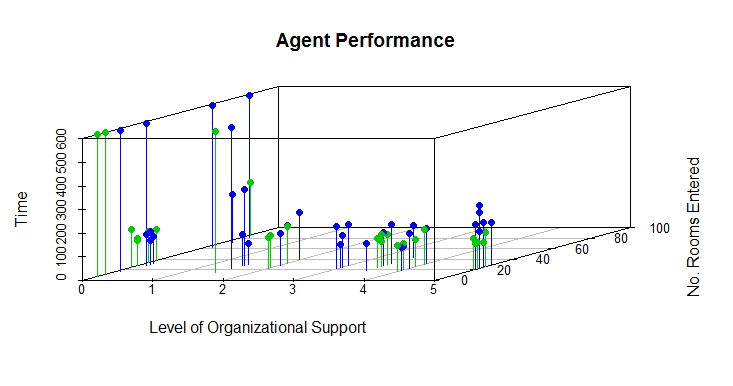 Agent Performance
Time
0 100 200 300 400 500 600
0 1 2 3 4 5
Level of Organizational Support
0 20 40 60 80 100
No. Rooms Entered